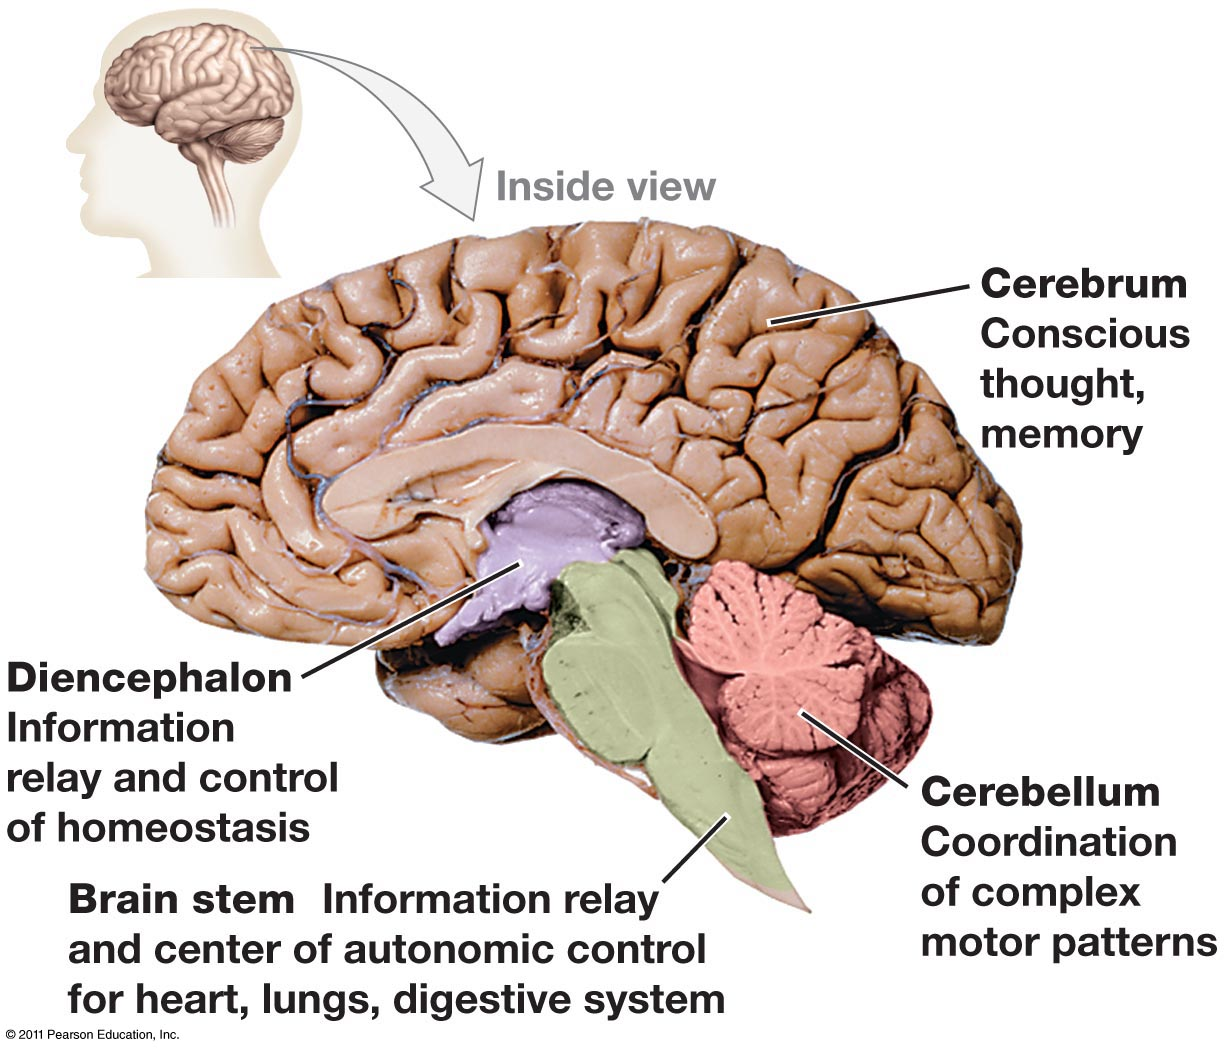 Inside view
Cerebrum
Conscious
thought,
memory
Diencephalon
Information
relay and control
of homeostasis
Cerebellum
Coordination
of complex
motor patterns
Brain stem Information relay
and center of autonomic control
for heart, lungs, digestive system
© 2011 Pearson Education, Inc.